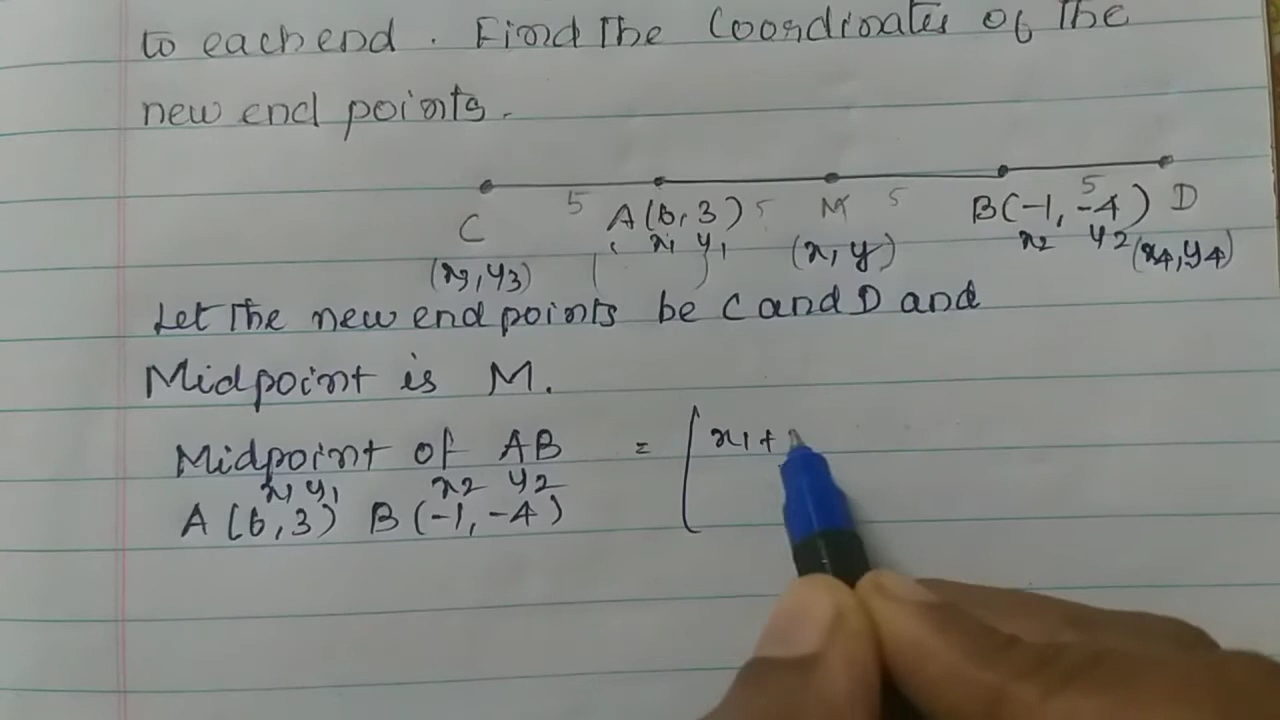 to each end. Find The Coordinates of The
new end points.
5 5 5 5
C A(6, 3) M B(-1, -4) D
x1 y1 x2 y2
(x3, y3) ( ) (x, y) (x4, y4)
Let The new end points be C and D and
Midpoint is M.
Midpoint of AB = [ x1 +
x1 y1 x2 y2
A (6, 3) B (-1, -4)